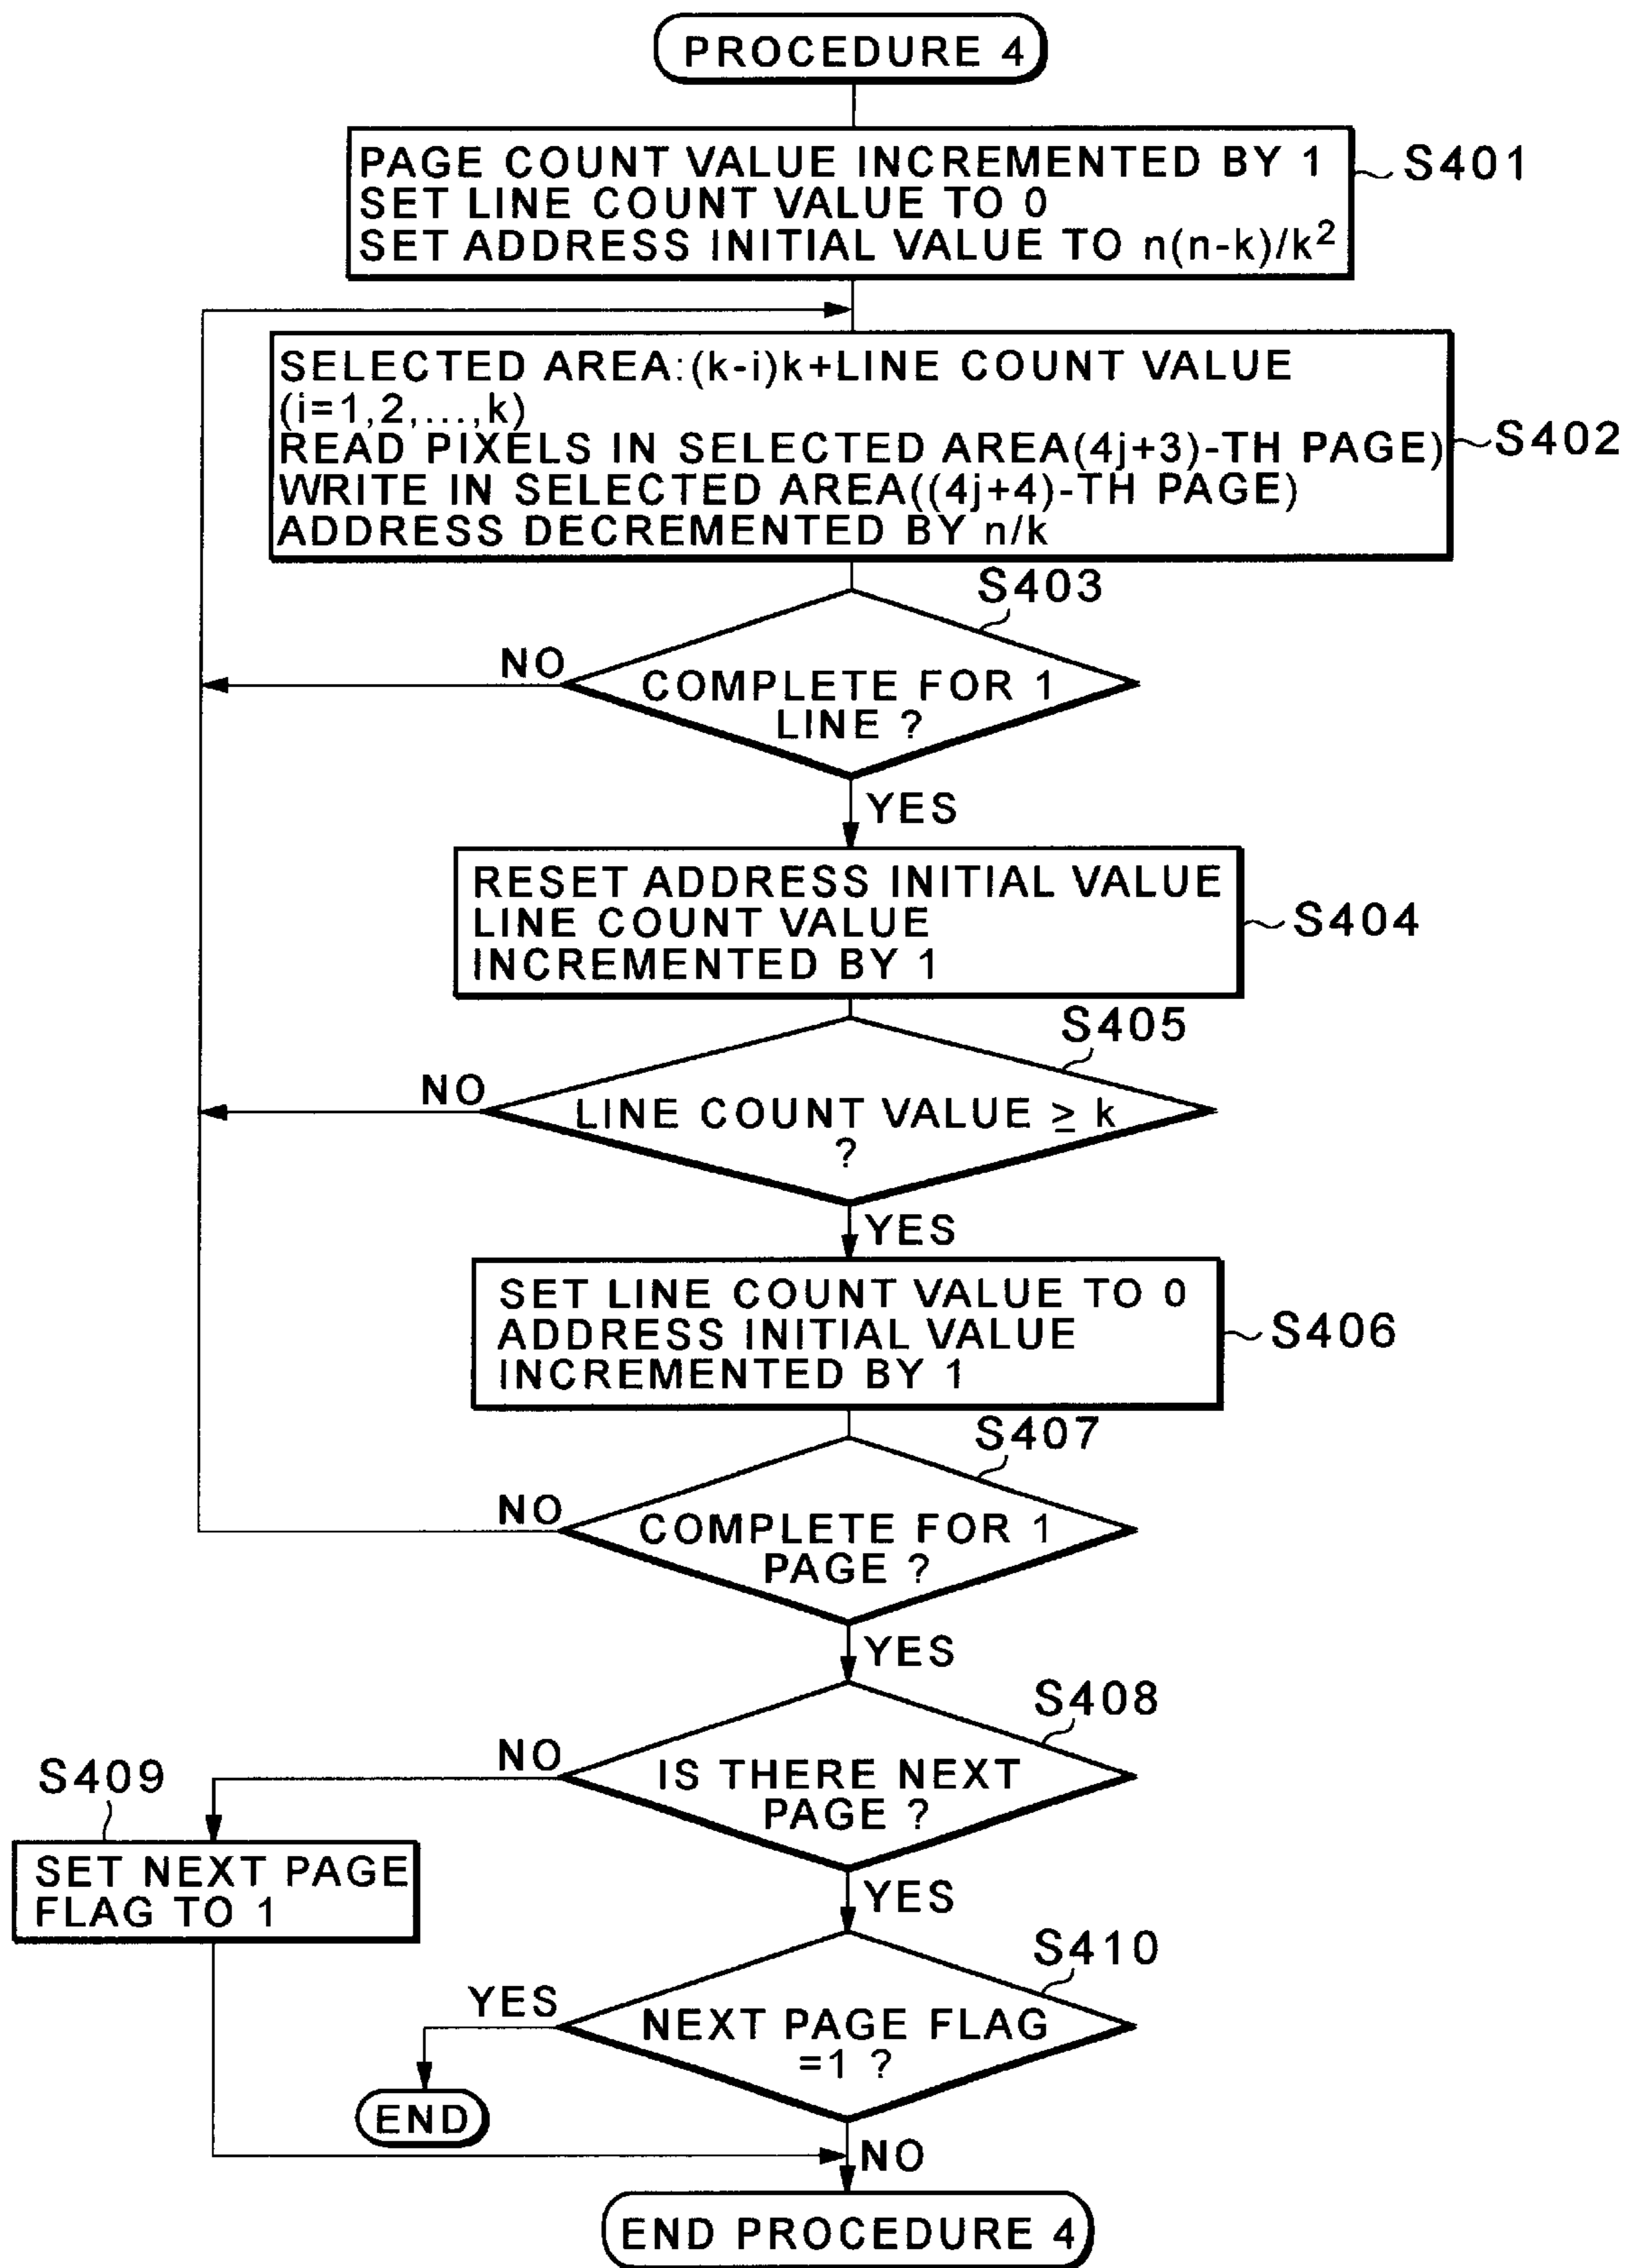 PROCEDURE 4
PAGE COUNT VALUE INCREMENTED BY 1
SET LINE COUNT VALUE TO 0
SET ADDRESS INITIAL VALUE TO n(n-k)/k²
S401
SELECTED AREA:(k-i)k+LINE COUNT VALUE
(i=1,2,...,k)
READ PIXELS IN SELECTED AREA(4j+3)-TH PAGE)
WRITE IN SELECTED AREA((4j+4)-TH PAGE)
ADDRESS DECREMENTED BY n/k
S402
S403
NO
COMPLETE FOR 1
LINE ?
YES
RESET ADDRESS INITIAL VALUE
LINE COUNT VALUE
INCREMENTED BY 1
S404
S405
NO
LINE COUNT VALUE ≥ k
?
YES
SET LINE COUNT VALUE TO 0
ADDRESS INITIAL VALUE
INCREMENTED BY 1
S406
S407
NO
COMPLETE FOR 1
PAGE ?
YES
S408
NO
IS THERE NEXT
PAGE ?
S409
SET NEXT PAGE
FLAG TO 1
YES
S410
YES
NEXT PAGE FLAG
=1 ?
END
NO
END PROCEDURE 4